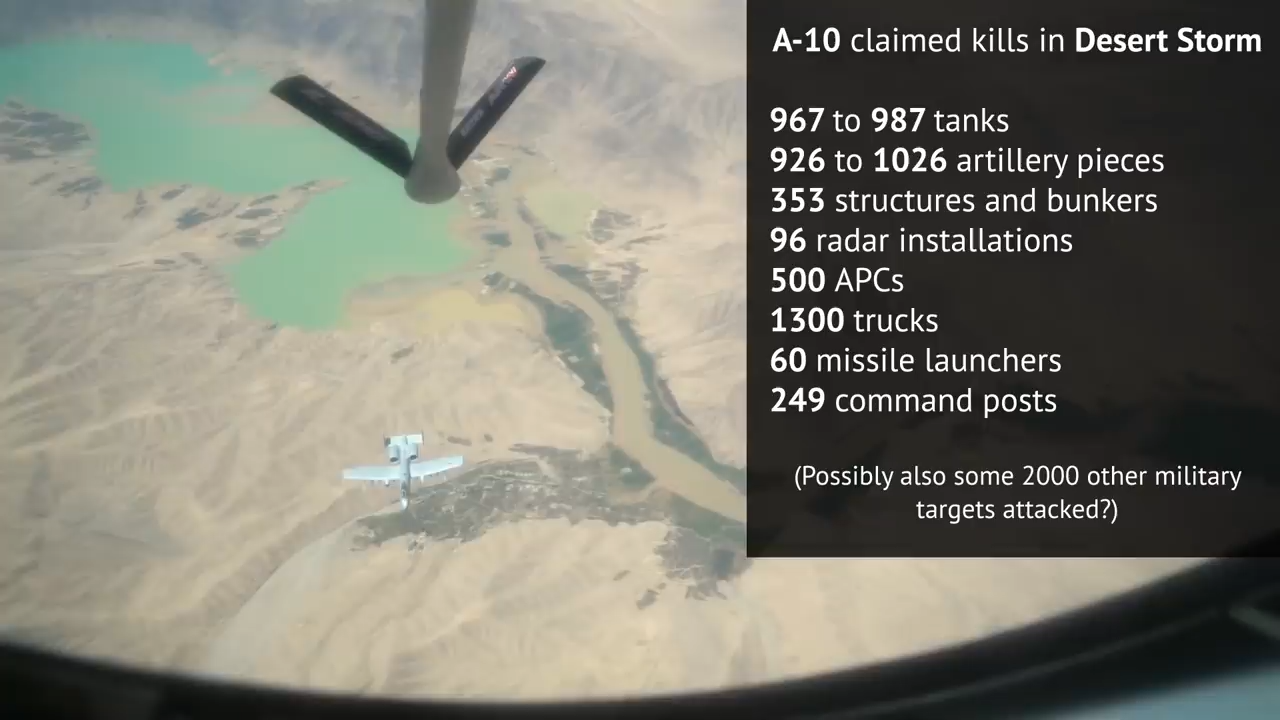 A-10 claimed kills in Desert Storm
967 to 987 tanks
926 to 1026 artillery pieces
353 structures and bunkers
96 radar installations
500 APCs
1300 trucks
60 missile launchers
249 command posts
(Possibly also some 2000 other military
targets attacked?)